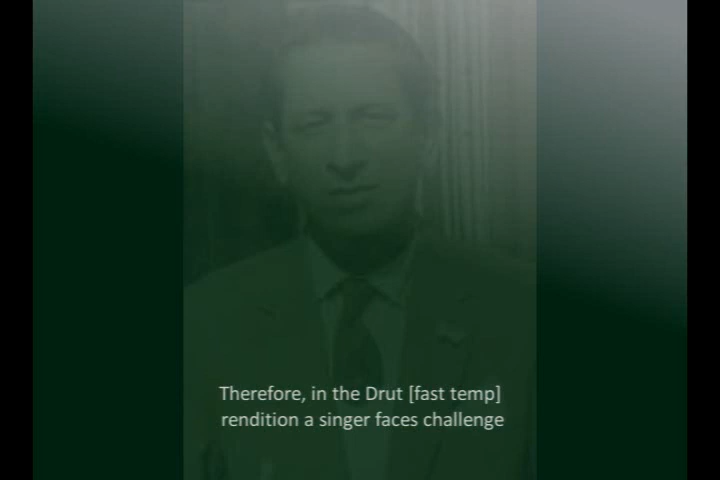 Therefore, in the Drut [fast temp]
rendition a singer faces challenge